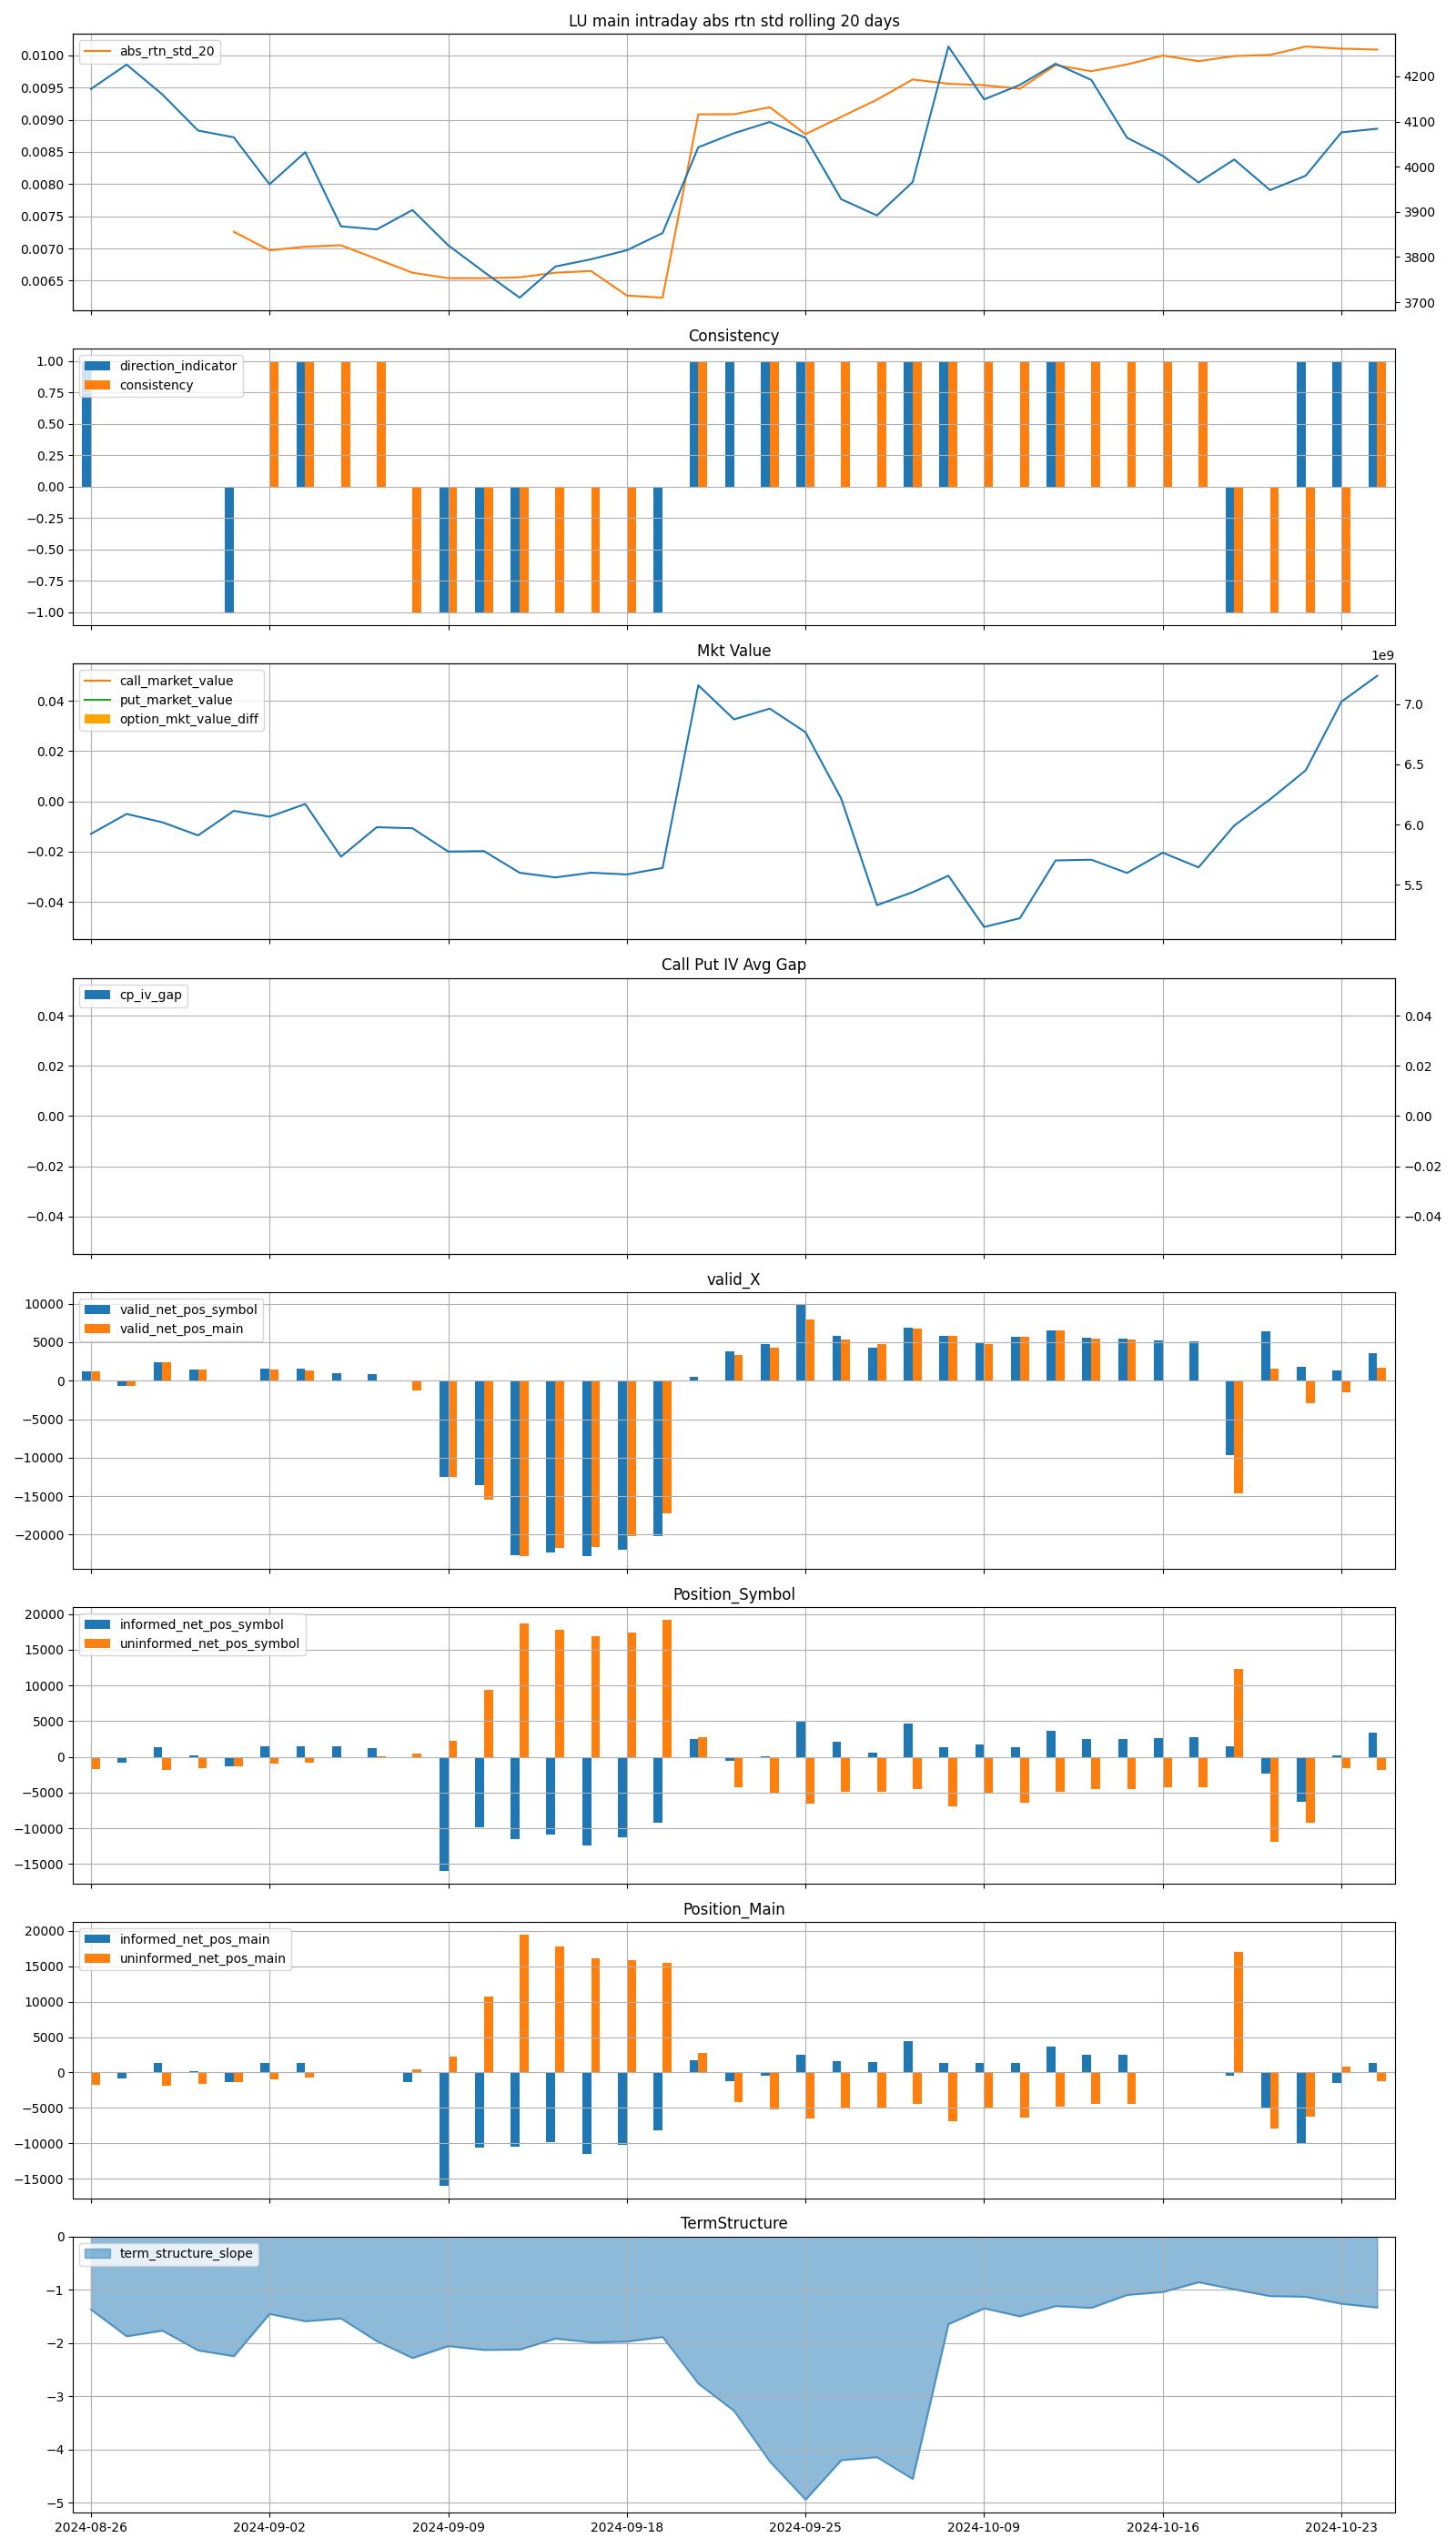 LU main intraday abs rtn std rolling 20 days
abs_rtn_std_20
0.0100
0.0095
0.0090
0.0085
0.0080
0.0075
0.0070
0.0065
4200
4100
4000
3900
3800
3700
Consistency
direction_indicator
consistency
1.00
0.75
0.50
0.25
0.00
−0.25
−0.50
−0.75
−1.00
Mkt Value
1e9
call_market_value
put_market_value
option_mkt_value_diff
0.04
0.02
0.00
−0.02
−0.04
7.0
6.5
6.0
5.5
Call Put IV Avg Gap
cp_iv_gap
0.04
0.02
0.00
−0.02
−0.04
0.04
0.02
0.00
−0.02
−0.04
valid_X
valid_net_pos_symbol
valid_net_pos_main
10000
5000
0
−5000
−10000
−15000
−20000
Position_Symbol
informed_net_pos_symbol
uninformed_net_pos_symbol
20000
15000
10000
5000
0
−5000
−10000
−15000
Position_Main
informed_net_pos_main
uninformed_net_pos_main
20000
15000
10000
5000
0
−5000
−10000
−15000
TermStructure
term_structure_slope
0
−1
−2
−3
−4
−5
2024-08-26 2024-09-02 2024-09-09 2024-09-18 2024-09-25 2024-10-09 2024-10-16 2024-10-23